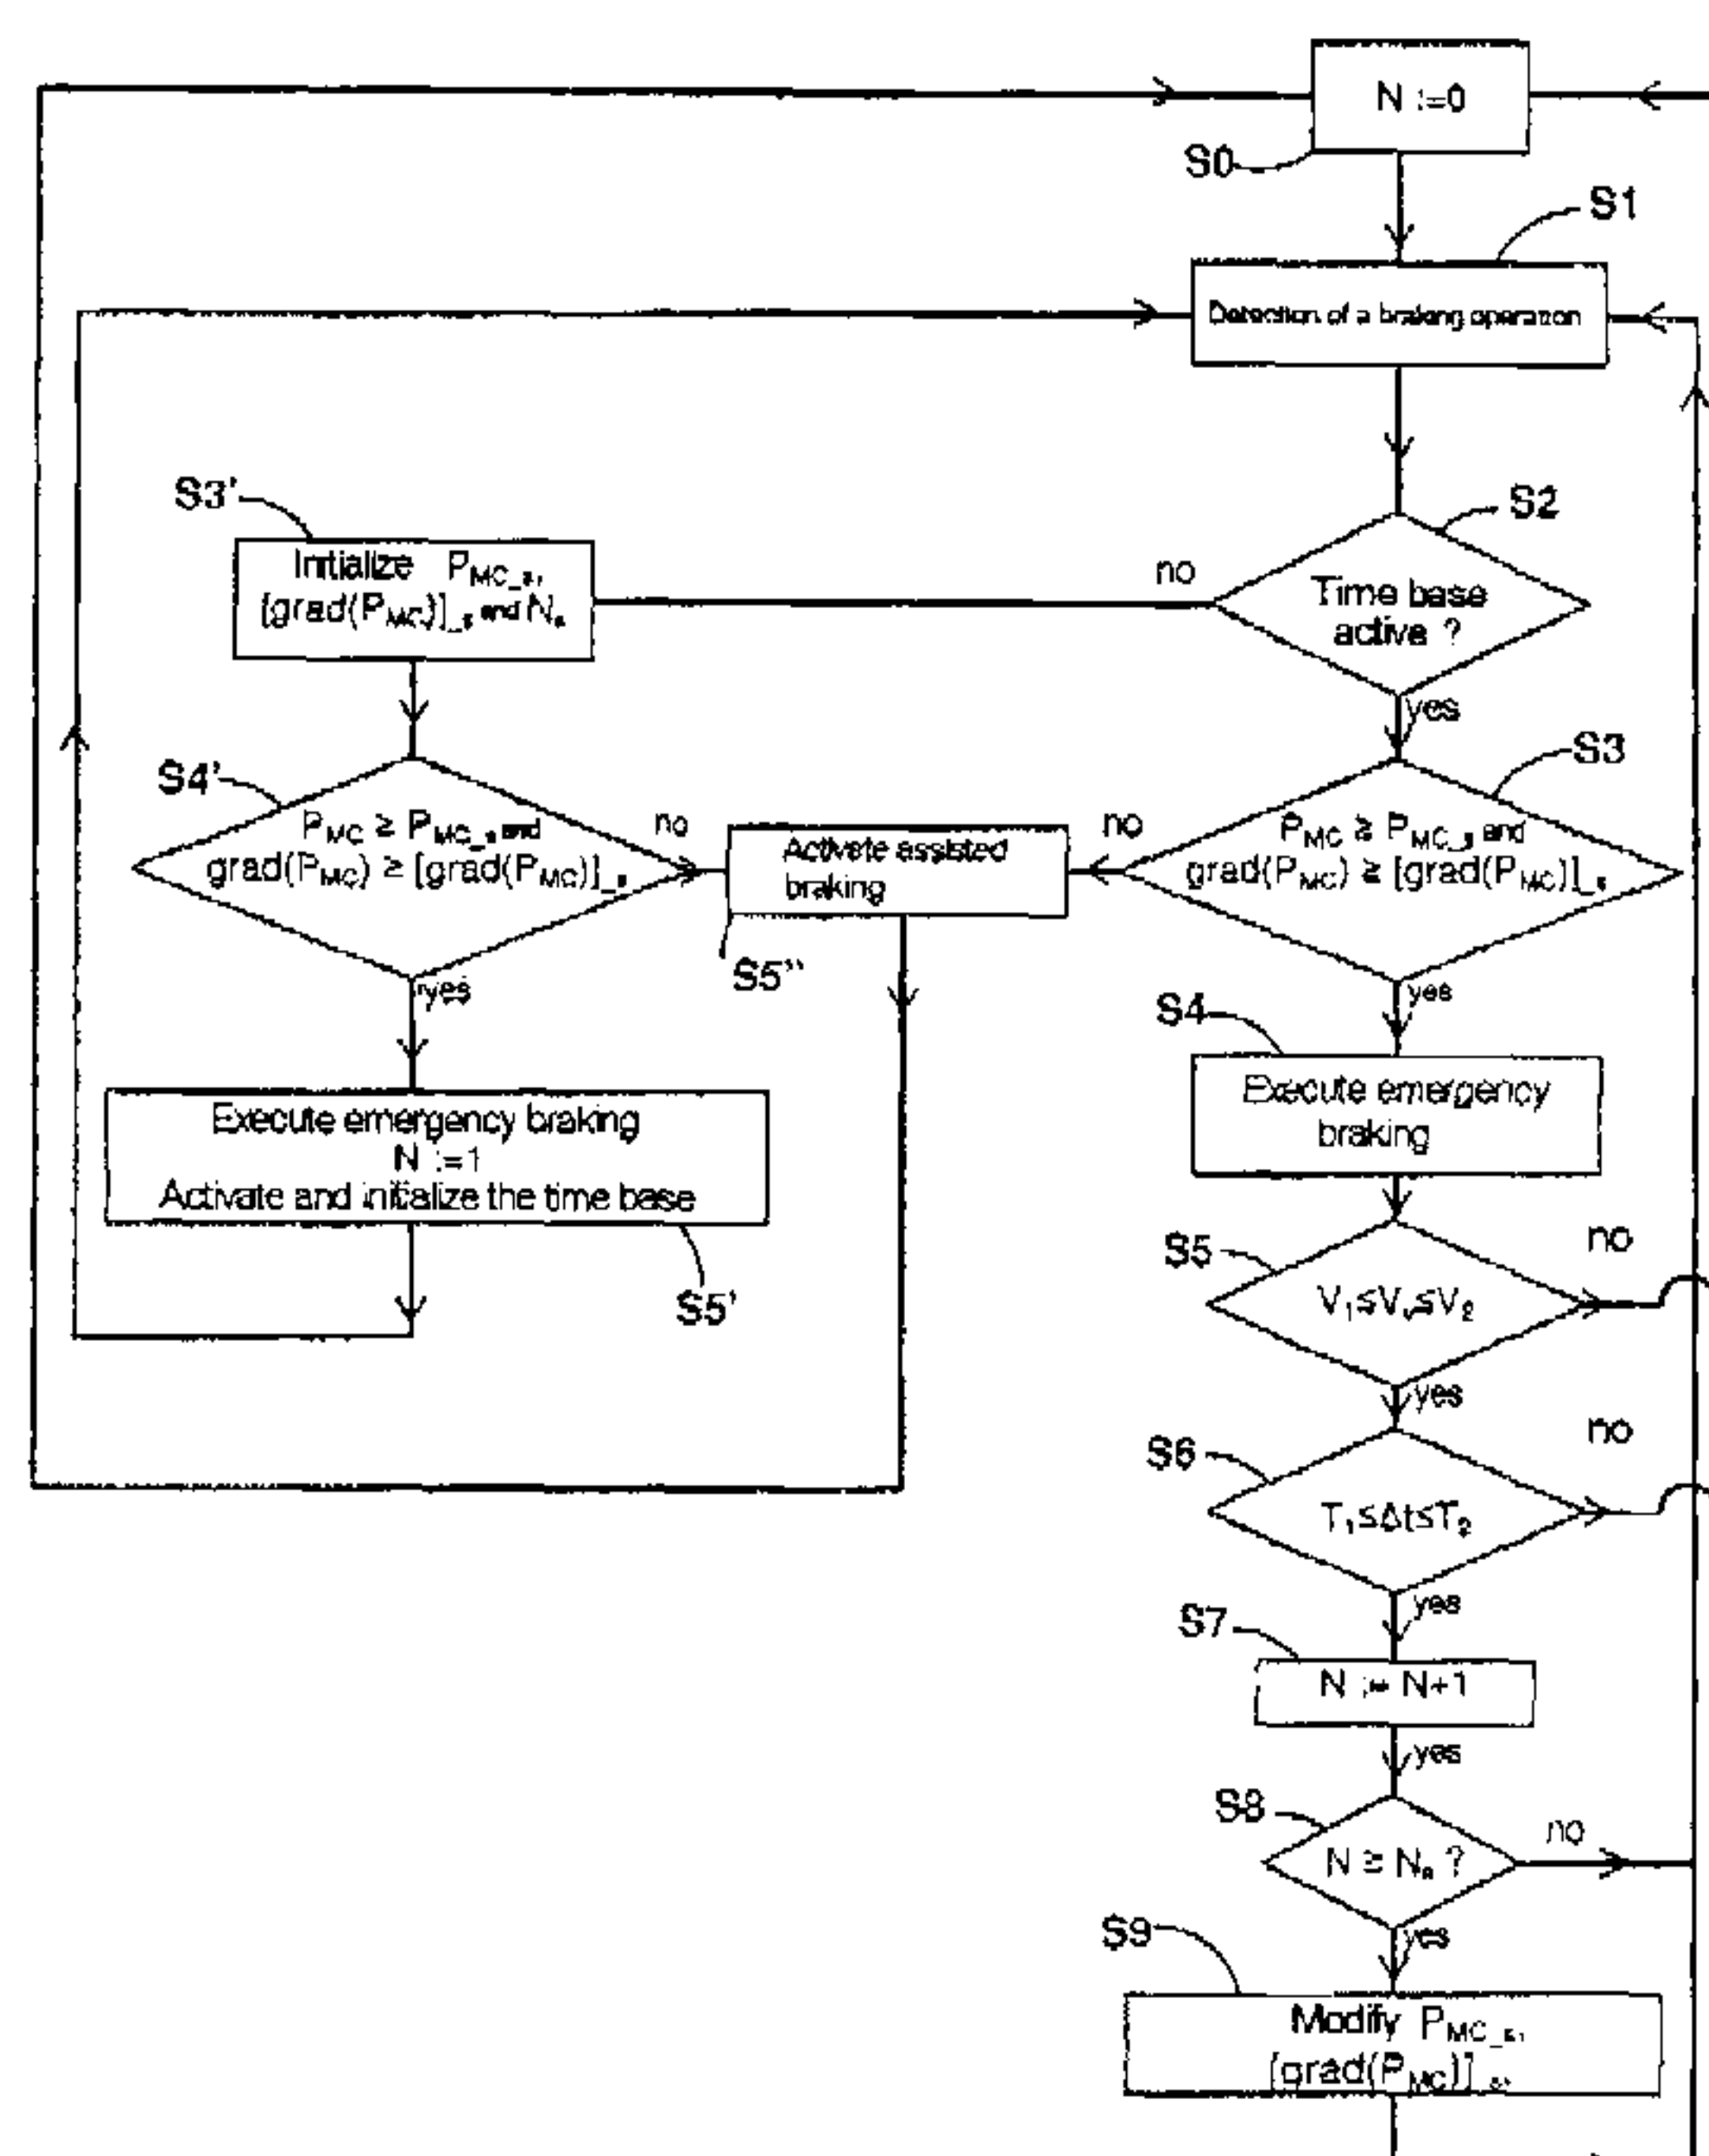 N :=0
S0
S1
Detection of a braking operation
S3'
S2
Initialize P_MC_s,
[grad(P_MC)]_s and N_s
no
Time base
active ?
yes
S4'
S3
P_MC ≥ P_MC_s and
grad(P_MC) ≥ [grad(P_MC)]_s
no
Activate assisted
braking
no
P_MC ≥ P_MC_s and
grad(P_MC) ≥ [grad(P_MC)]_s
S5''
yes
yes
S4
Execute emergency
braking
Execute emergency braking
N :=1
Activate and initialize the time base
S5'
S5
no
V₁≤Vᵥ≤V₂
yes
no
S6
T₁≤Δt≤T₂
yes
S7
N := N+1
yes
S8
no
N ≥ N_s ?
yes
S9
Modify P_MC_s,
[grad(P_MC)]_s,